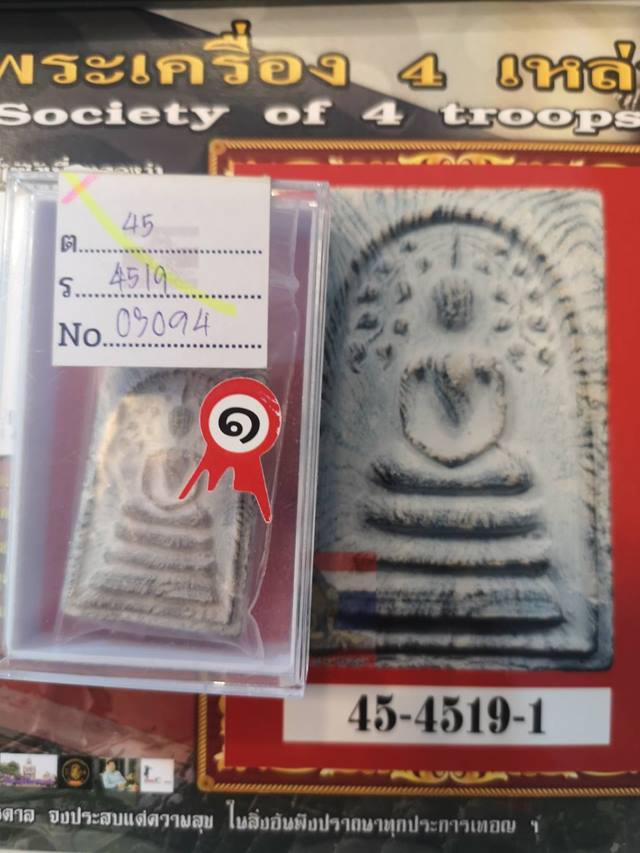 พระเครื่อง 4 เหล่
Society of 4 troops
ต. 45
ร. 4519
No. 03094
๑
45-4519-1
จงประสบแต่ความสุข ในสิ่งอันพึงปราถนาทุกประการเทอญ ฯ